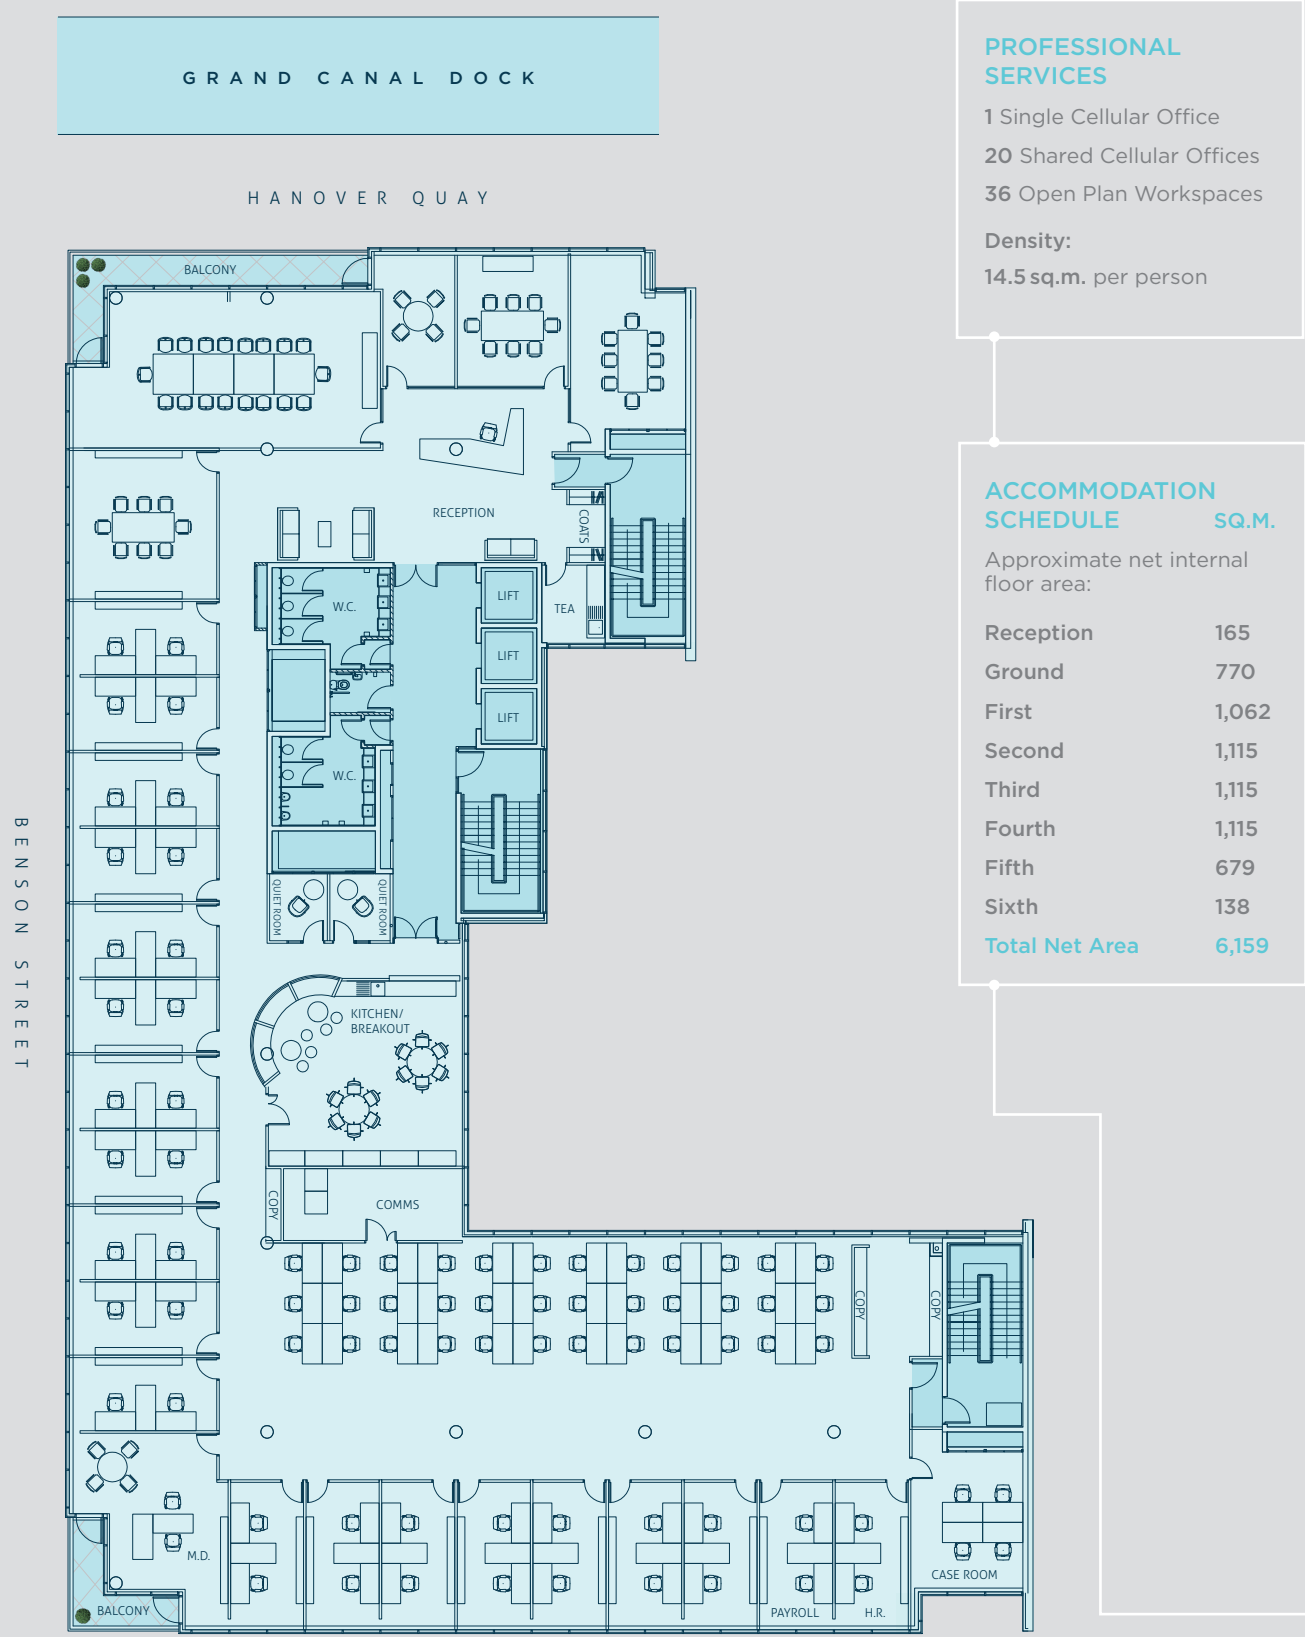 GRAND CANAL DOCK
HANOVER QUAY
BENSON STREET
BALCONY
RECEPTION
COATS
TEA
LIFT
LIFT
LIFT
W.C.
W.C.
QUIET ROOM
QUIET ROOM
KITCHEN/
BREAKOUT
COPY
COMMS
COPY
COPY
M.D.
BALCONY
PAYROLL
H.R.
CASE ROOM
PROFESSIONAL
SERVICES
1 Single Cellular Office
20 Shared Cellular Offices
36 Open Plan Workspaces
Density:
14.5 sq.m. per person
ACCOMMODATION
SCHEDULE SQ.M.
Approximate net internal
floor area:
Reception 165
Ground 770
First 1,062
Second 1,115
Third 1,115
Fourth 1,115
Fifth 679
Sixth 138
Total Net Area 6,159